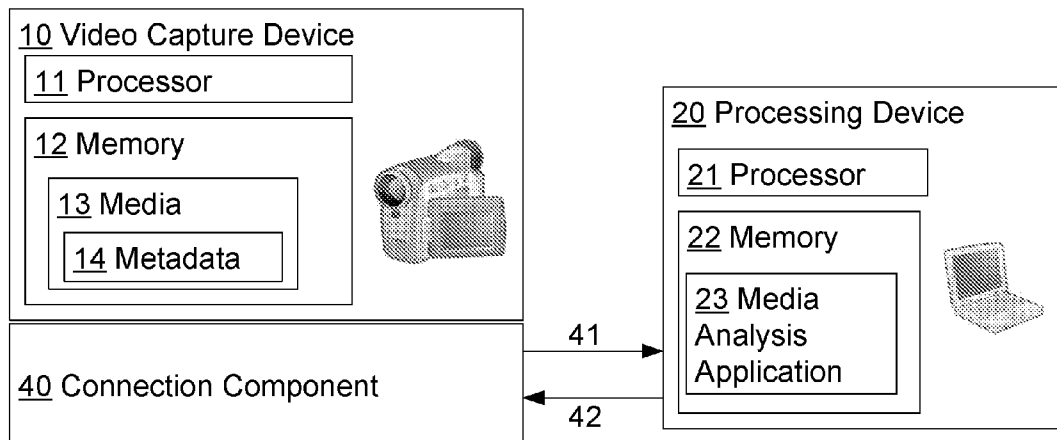 10 Video Capture Device
11 Processor
12 Memory
13 Media
14 Metadata
40 Connection Component
41
42
20 Processing Device
21 Processor
22 Memory
23 Media
Analysis
Application